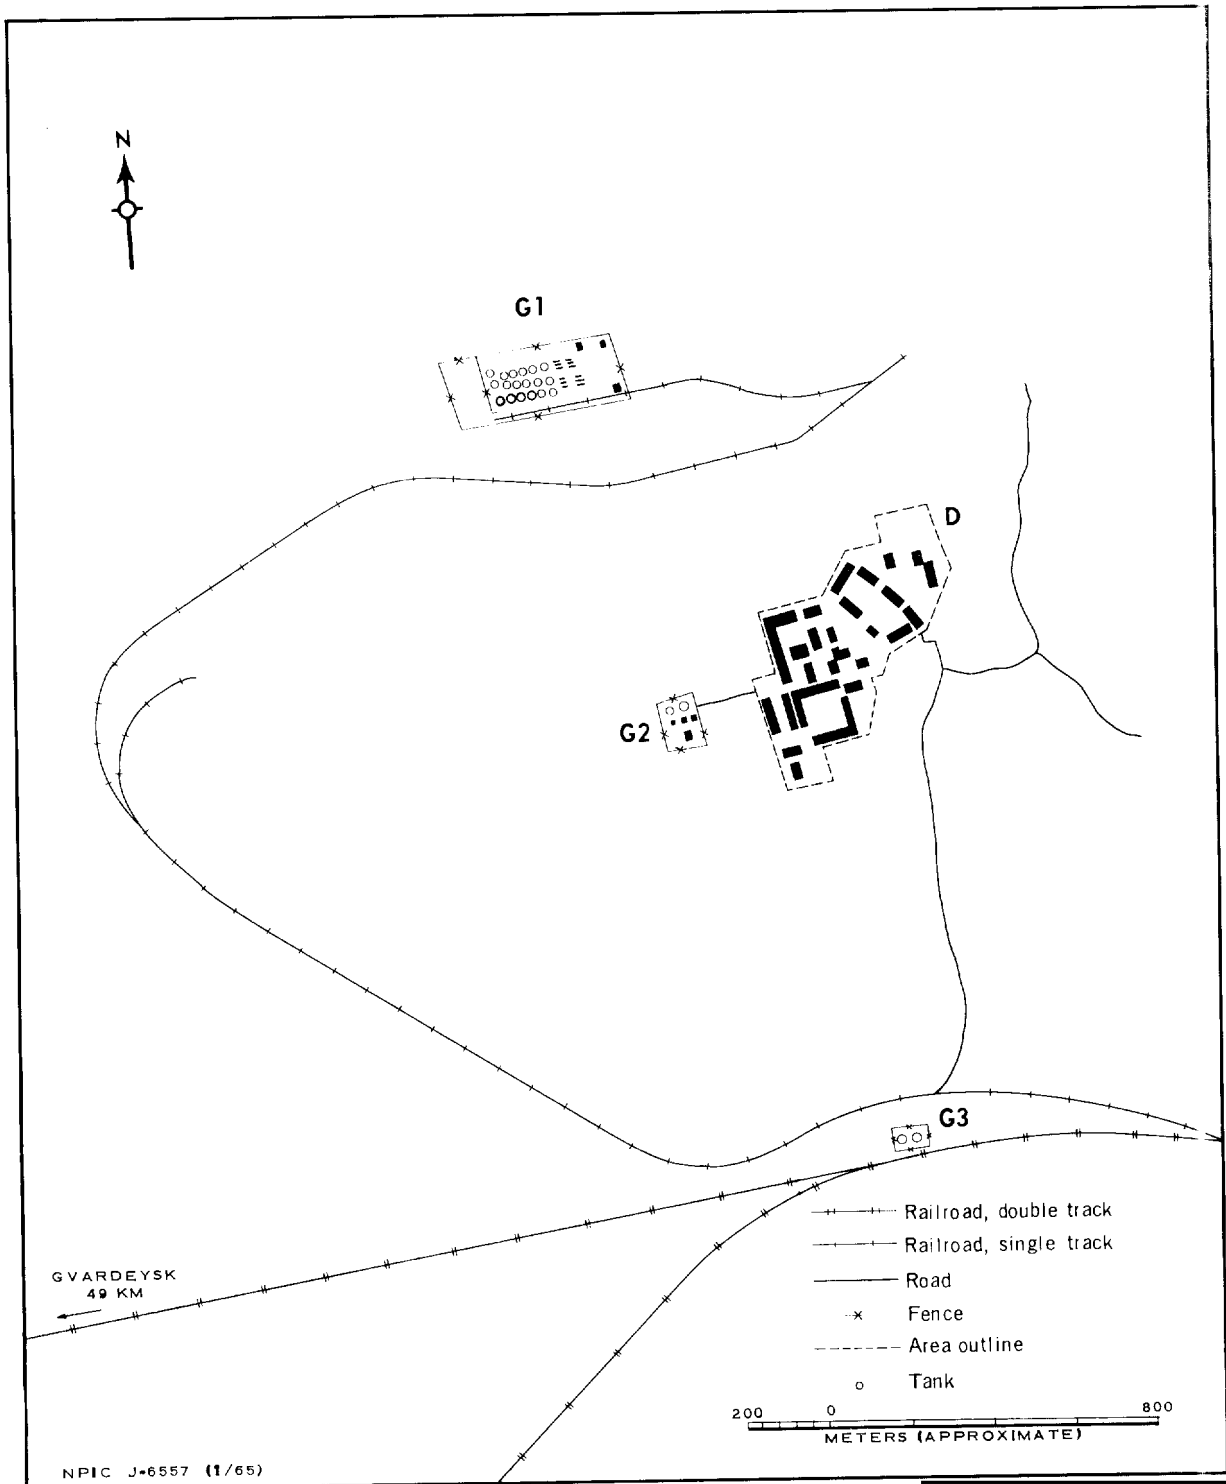 N
G1
D
G2
G3
Railroad, double track
Railroad, single track
Road
Fence
Area outline
Tank
GVARDEYSK
49 KM
200 0 800
METERS (APPROXIMATE)
NPIC J-6557 (1/65)